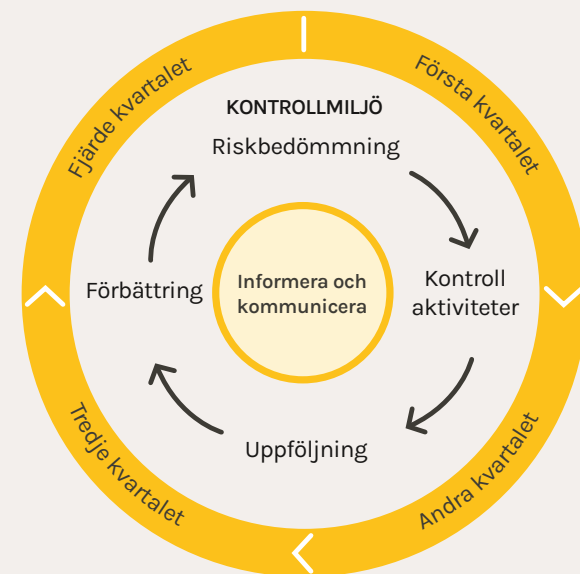 Fjärde kvartalet
Första kvartalet
KONTROLLMILJÖ
Riskbedömmning
Förbättring
Informera och
kommunicera
Kontroll
aktiviteter
Uppföljning
Tredje kvartalet
Andra kvartalet